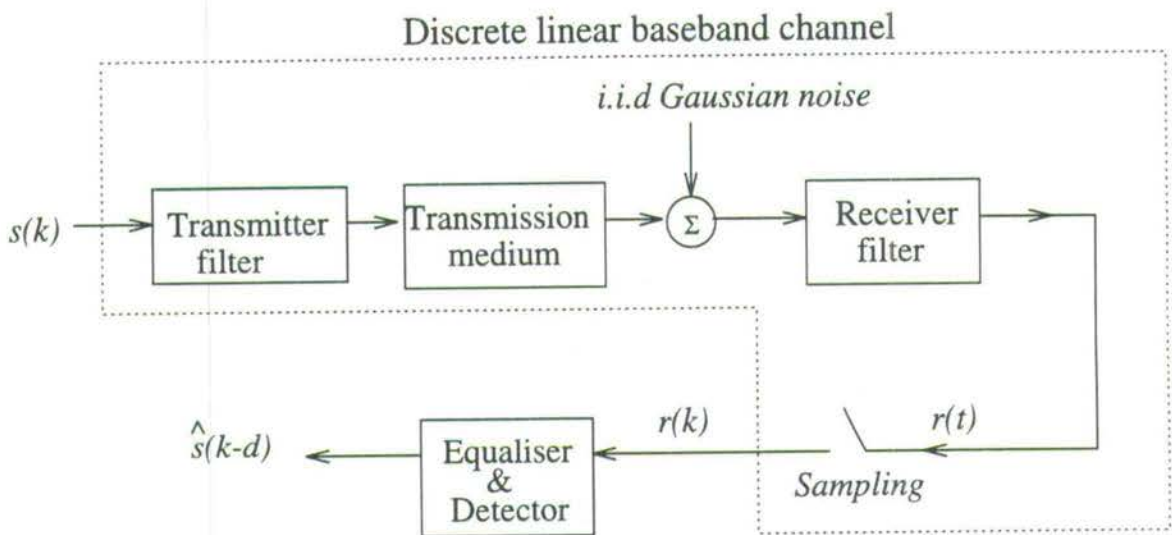 Discrete linear baseband channel
i.i.d Gaussian noise
s(k)
Transmitter
filter
Transmission
medium
Σ
Receiver
filter
ŝ(k-d)
Equaliser
&
Detector
r(k)
r(t)
Sampling